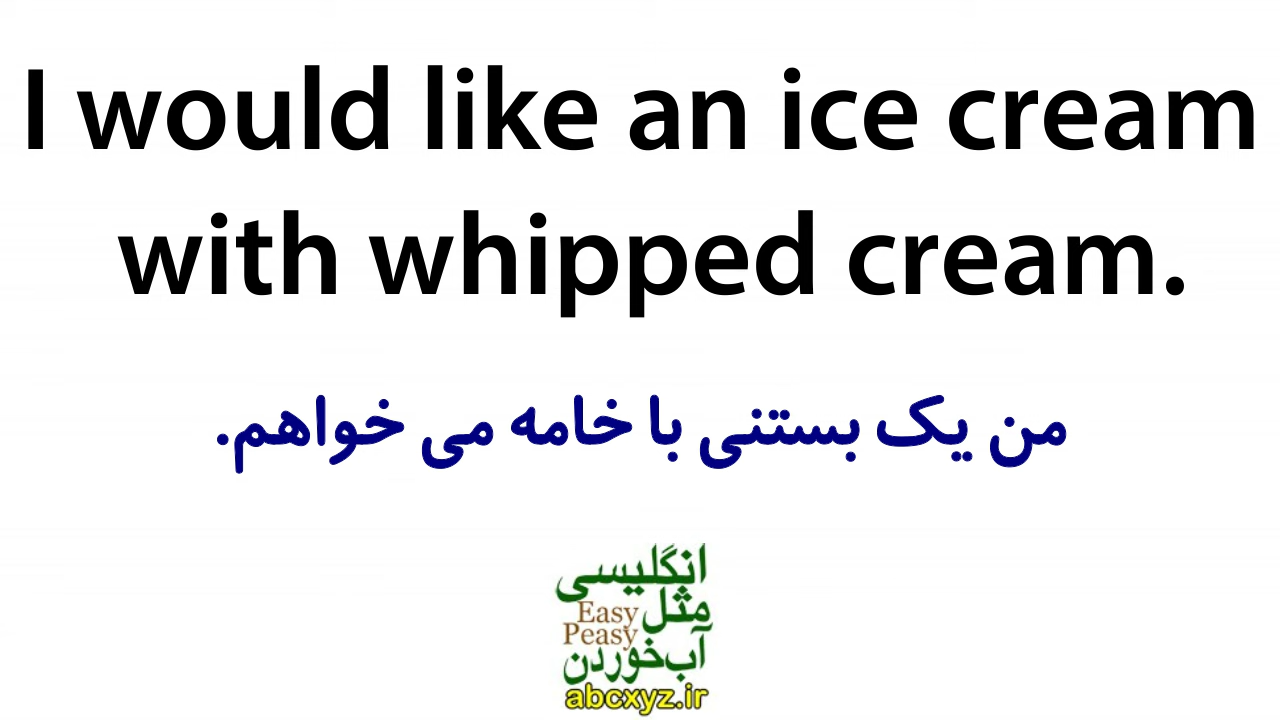 I would like an ice cream
with whipped cream.
من یک بستنی با خامه می خواهم.
انگلیسی
مثل Easy
Peasy
آب‌خوردن
abcxyz.ir